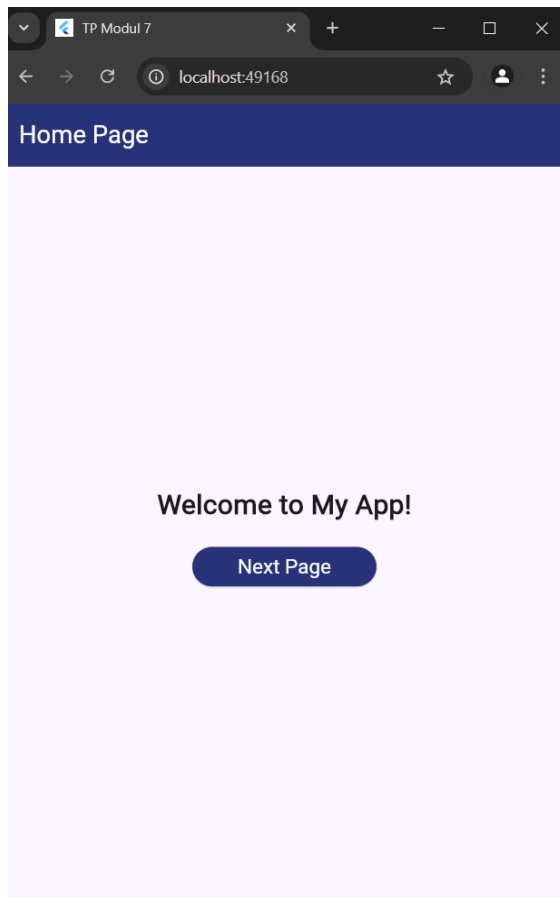 TP Modul 7
localhost:49168
Home Page
Welcome to My App!
Next Page